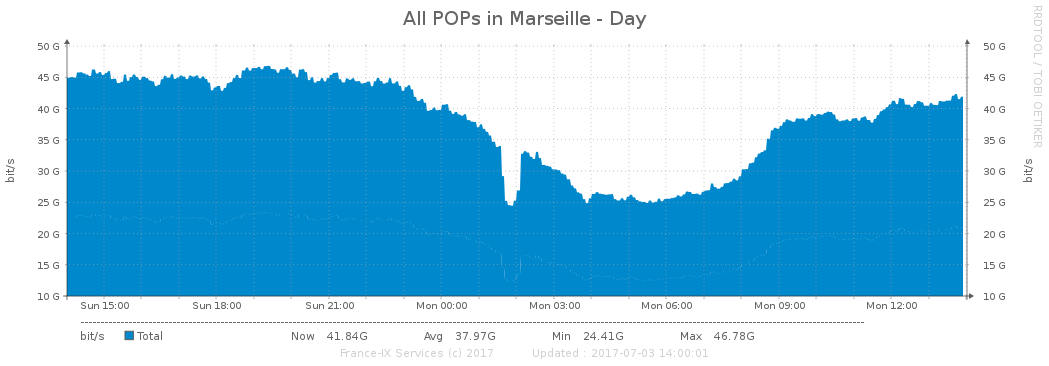 All POPs in Marseille - Day
RRDTOOL / TOBI OETIKER
50 G 50 G
45 G 45 G
40 G 40 G
35 G 35 G
30 G 30 G
25 G 25 G
20 G 20 G
15 G 15 G
10 G 10 G
bit/s bit/s
Sun 15:00 Sun 18:00 Sun 21:00 Mon 00:00 Mon 03:00 Mon 06:00 Mon 09:00 Mon 12:00
bit/s Total Now 41.84G Avg 37.97G Min 24.41G Max 46.78G
France-IX Services (c) 2017 Updated : 2017-07-03 14:00:01